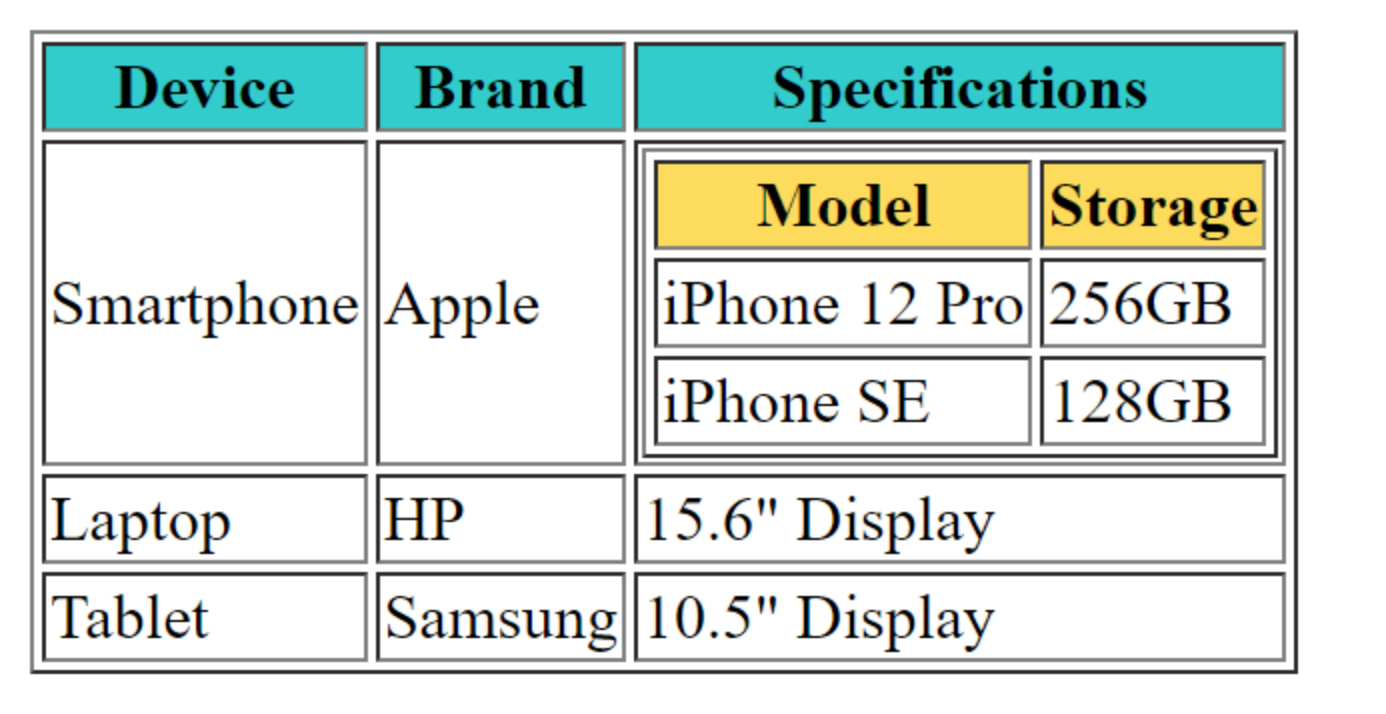 Device Brand Specifications
Model Storage
Smartphone Apple iPhone 12 Pro 256GB
iPhone SE 128GB
Laptop HP 15.6" Display
Tablet Samsung 10.5" Display